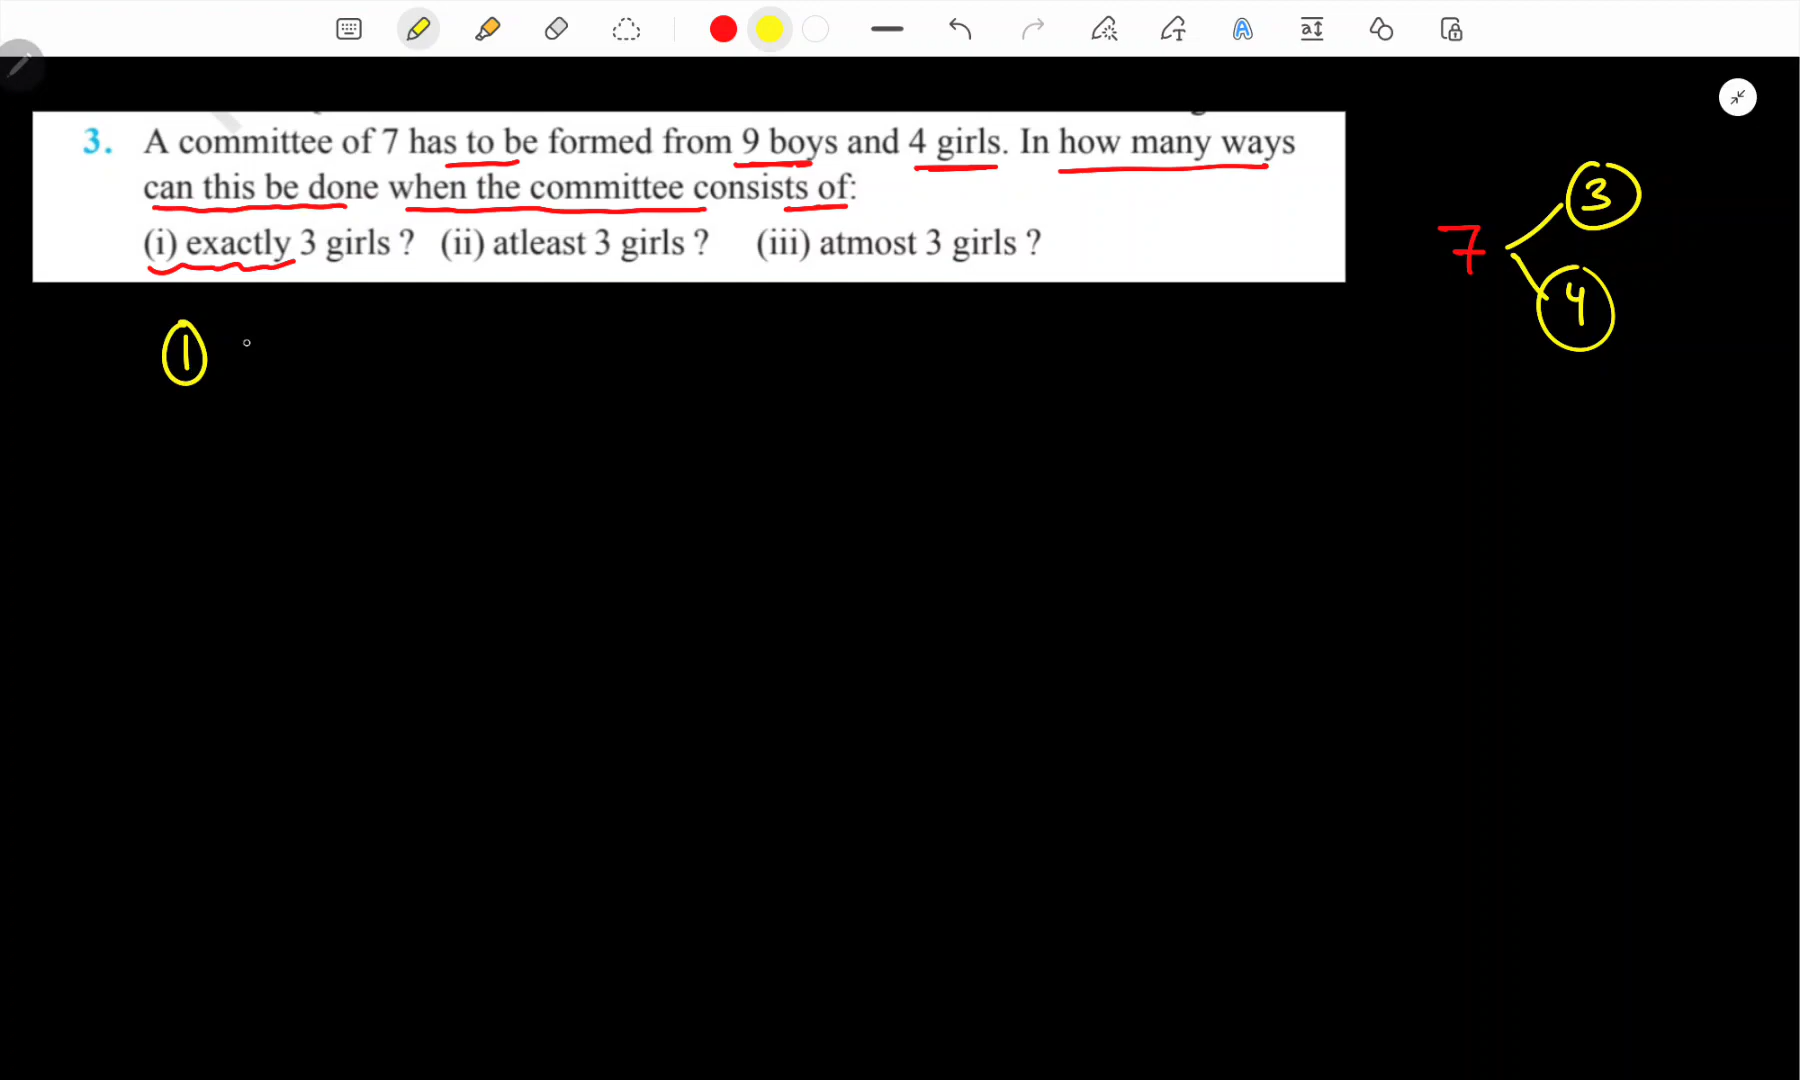 3. A committee of 7 has to be formed from 9 boys and 4 girls. In how many ways
can this be done when the committee consists of:
(i) exactly 3 girls ? (ii) atleast 3 girls ? (iii) atmost 3 girls ?
3
7
4
1